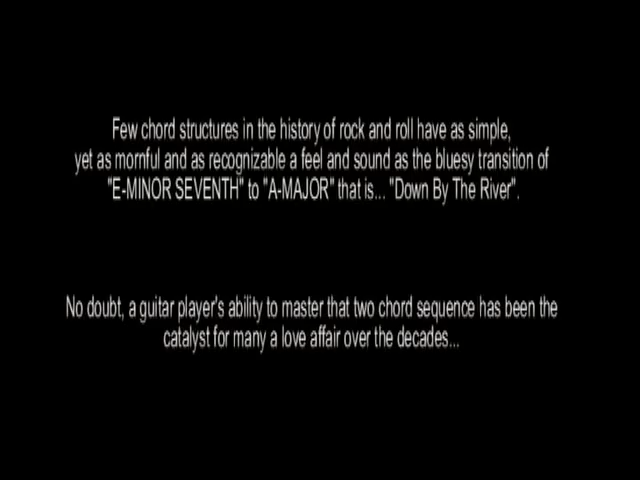 Few chord structures in the history of rock and roll have as simple,
yet as mornful and as recognizable a feel and sound as the bluesy transition of
"E-MINOR SEVENTH" to "A-MAJOR" that is... "Down By The River".
No doubt, a guitar player's ability to master that two chord sequence has been the
catalyst for many a love affair over the decades...